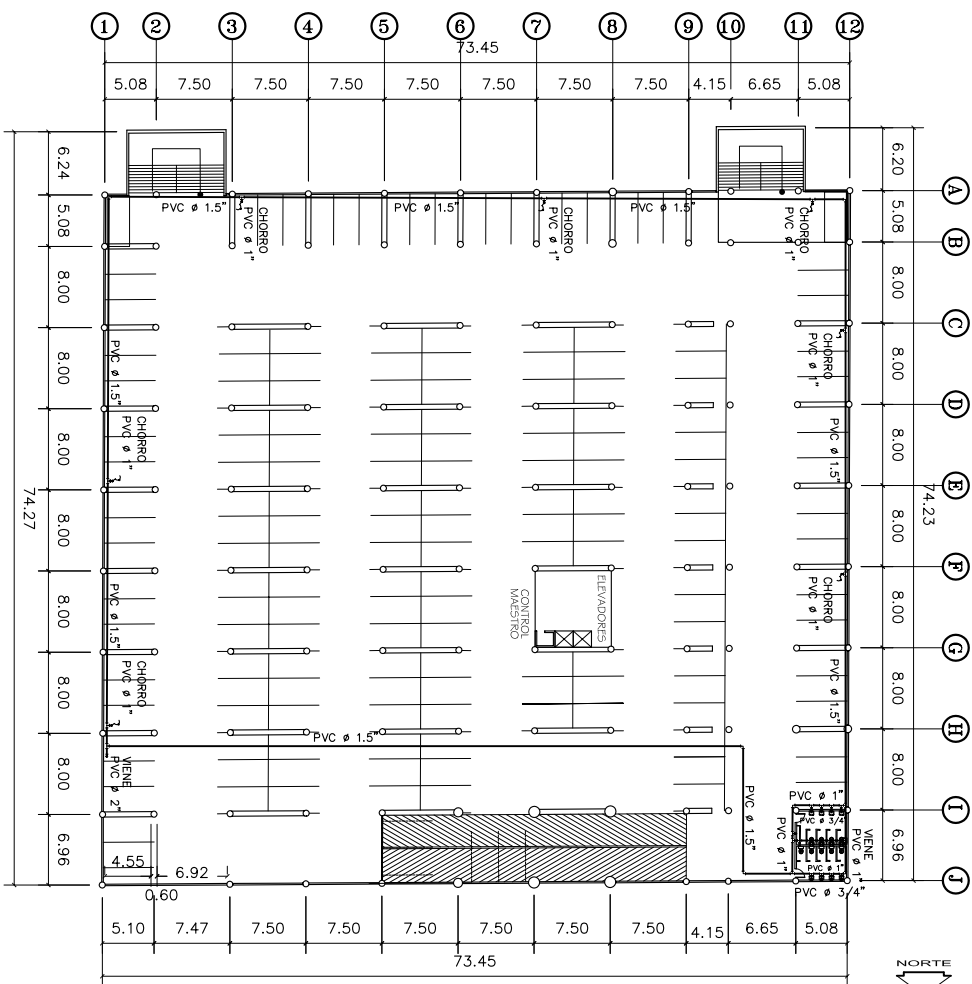 1 2 3 4 5 6 7 8 9 10 11 12
73.45
5.08 7.50 7.50 7.50 7.50 7.50 7.50 7.50 4.15 6.65 5.08
6.24
5.08
8.00
8.00
8.00
8.00
8.00
8.00
8.00
6.96
74.27
6.20
5.08
8.00
8.00
8.00
8.00
8.00
8.00
8.00
6.96
74.23
A
B
C
D
E
F
G
H
I
J
PVC ø 1.5"
PVC ø 1.5"
PVC ø 1.5"
CHORRO
PVC ø 1"
CHORRO
PVC ø 1"
CHORRO
PVC ø 1"
PVC ø 1.5"
CHORRO
PVC ø 1"
CHORRO
PVC ø 1"
PVC ø 1.5"
PVC ø 1.5"
CHORRO
PVC ø 1"
ELEVADORES
CONTROL
MAESTRO
CHORRO
PVC ø 1"
PVC ø 1.5"
PVC ø 1.5"
VIENE
PVC ø 2"
PVC ø 1.5"
PVC ø 1"
PVC ø 1"
PVC ø 3/4"
PVC ø 1"
VIENE
PVC ø 1"
PVC ø 3/4"
4.55
6.92
0.60
5.10 7.47 7.50 7.50 7.50 7.50 7.50 7.50 4.15 6.65 5.08
73.45
NORTE